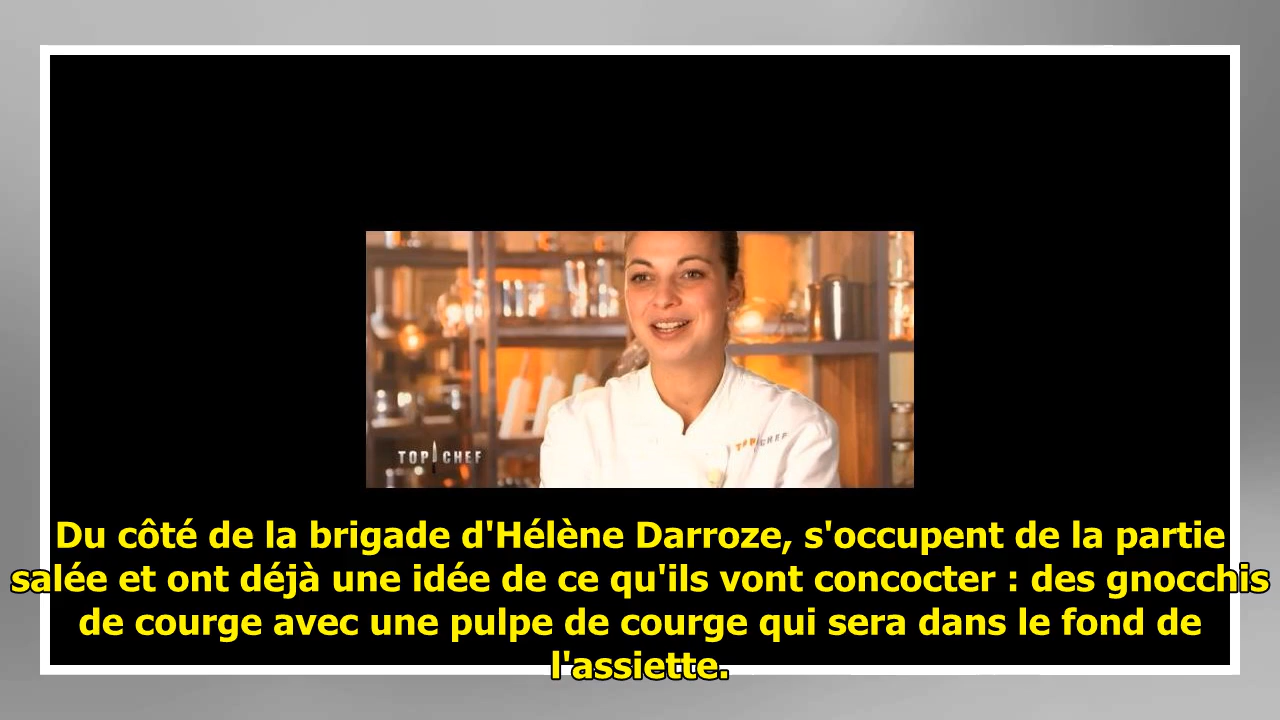 TOP CHEF
TOP CHEF
Du côté de la brigade d'Hélène Darroze, s'occupent de la partie
salée et ont déjà une idée de ce qu'ils vont concocter : des gnocchis
de courge avec une pulpe de courge qui sera dans le fond de
l'assiette.